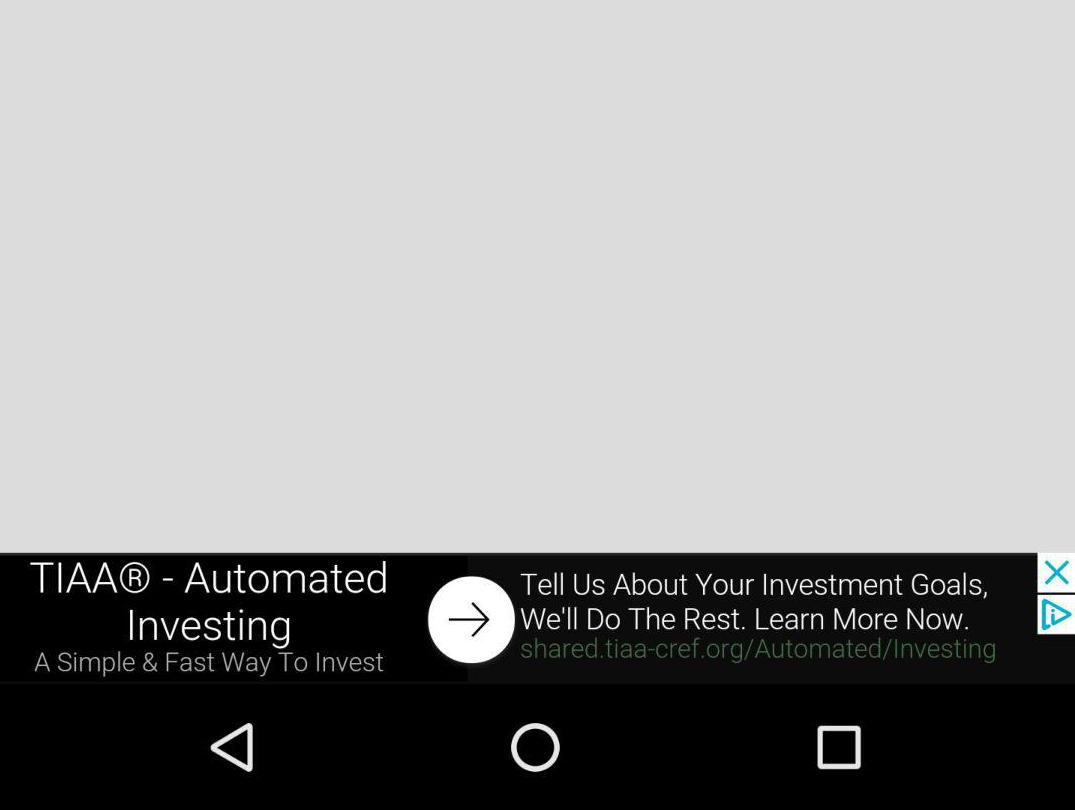 TIAA® - Automated
Investing
A Simple & Fast Way To Invest
Tell Us About Your Investment Goals,
We'll Do The Rest. Learn More Now.
shared.tiaa-cref.org/Automated/Investing